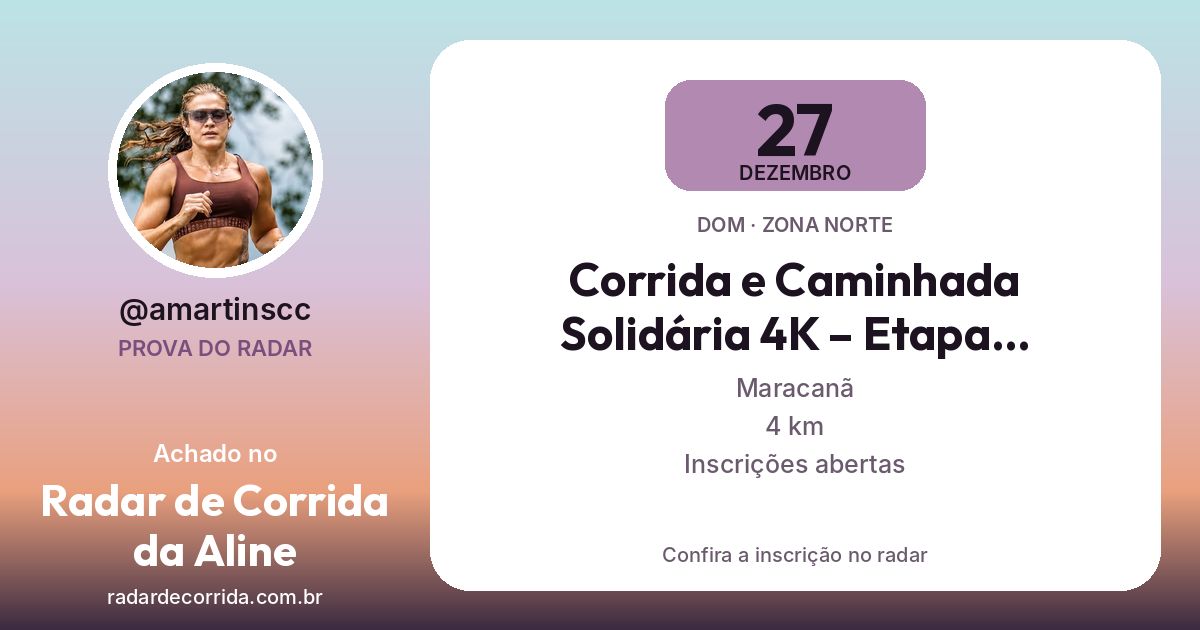 @amartinscc
PROVA DO RADAR
Achado no
Radar de Corrida
da Aline
radardecorrida.com.br
27
DEZEMBRO
DOM · ZONA NORTE
Corrida e Caminhada
Solidária 4K – Etapa...
Maracanã
4 km
Inscrições abertas
Confira a inscrição no radar